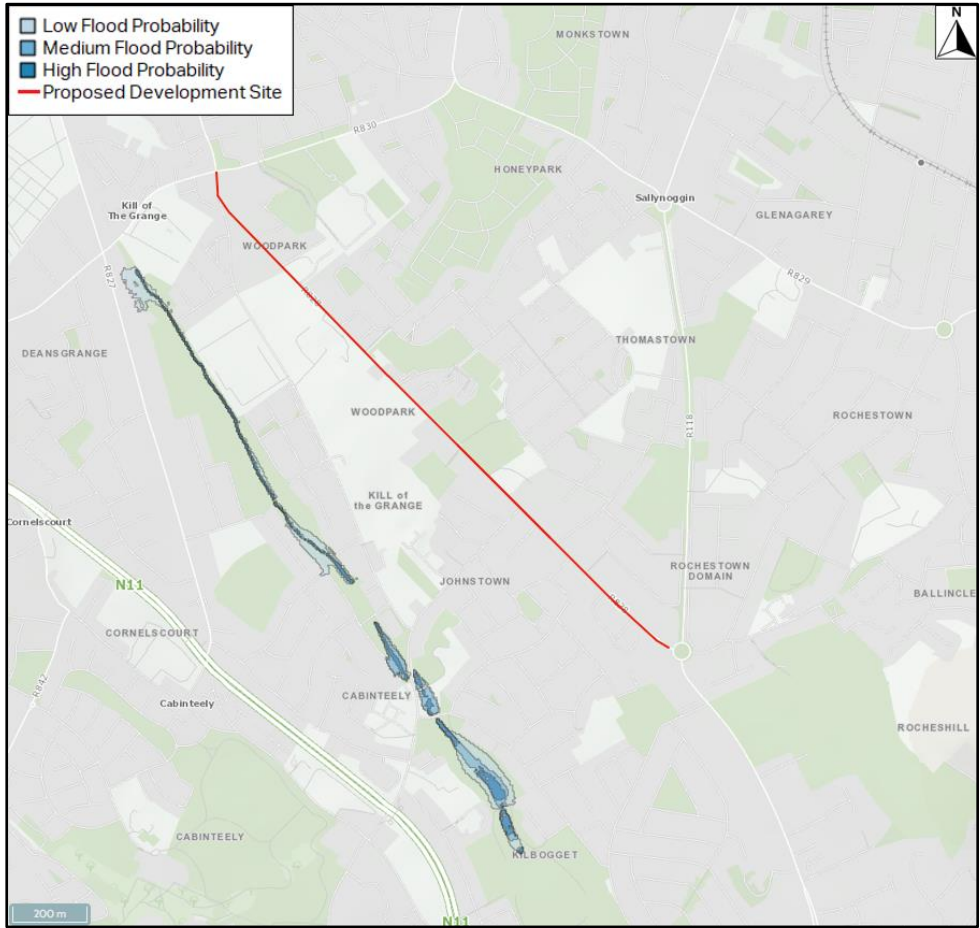 Low Flood Probability
Medium Flood Probability
High Flood Probability
Proposed Development Site
N
MONKSTOWN
R830
HONEYPARK
Kill of
The Grange
Sallynoggin
GLENAGAREY
WOODPARK
R827
R829
DEANSGRANGE
THOMASTOWN
WOODPARK
ROCHESTOWN
R118
KILL of
the GRANGE
Cornelscourt
N11
JOHNSTOWN
ROCHESTOWN
DOMAIN
BALLINCLE
CORNELSCOURT
R842
CABINTEELY
Cabinteely
ROCHESHILL
CABINTEELY
KILBOGGET
200 m
N11